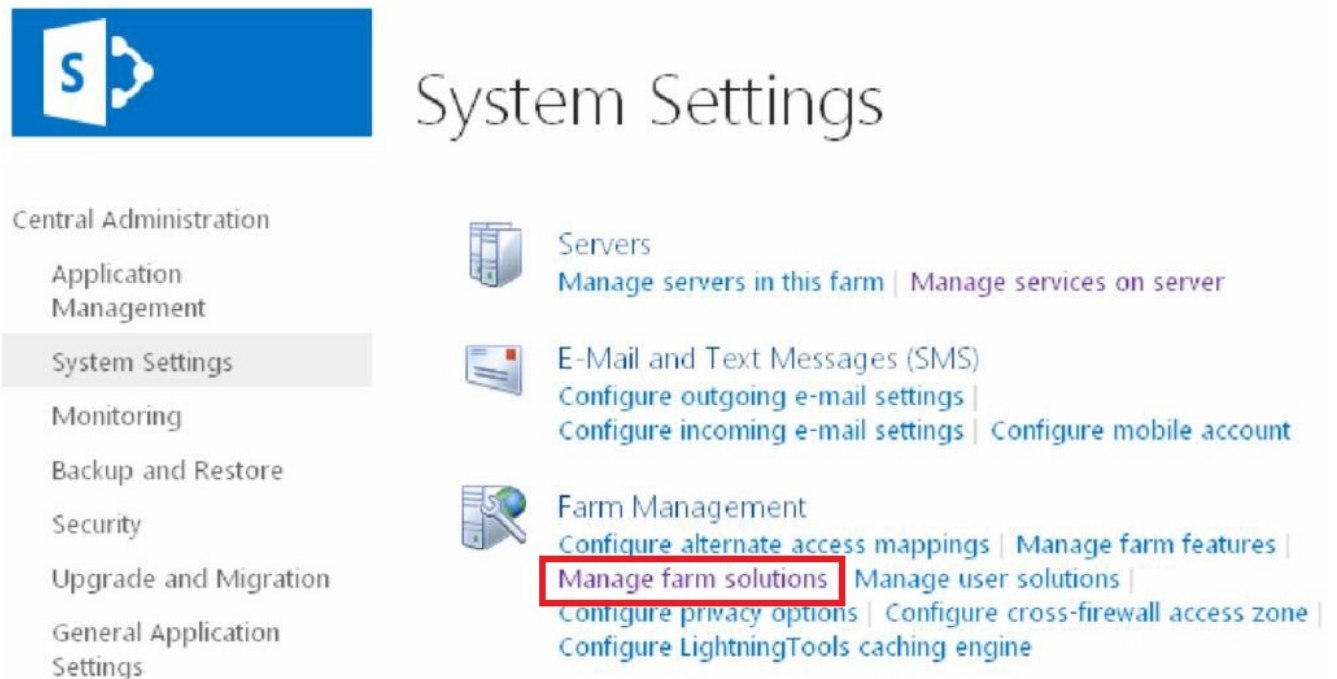 S
System Settings
Central Administration
Application
Management
System Settings
Monitoring
Backup and Restore
Security
Upgrade and Migration
General Application
Settings
Servers
Manage servers in this farm | Manage services on server
E-Mail and Text Messages (SMS)
Configure outgoing e-mail settings |
Configure incoming e-mail settings | Configure mobile account
Farm Management
Configure alternate access mappings | Manage farm features |
Manage farm solutions | Manage user solutions |
Configure privacy options | Configure cross-firewall access zone |
Configure LightningTools caching engine